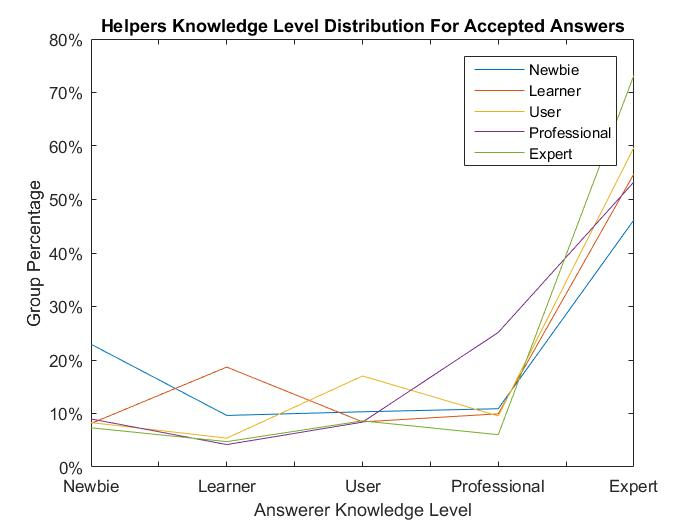 Helpers Knowledge Level Distribution For Accepted Answers
80%
70%
60%
50%
40%
30%
20%
10%
0%
Group Percentage
Newbie
Learner
User
Professional
Expert
Newbie Learner User Professional Expert
Answerer Knowledge Level